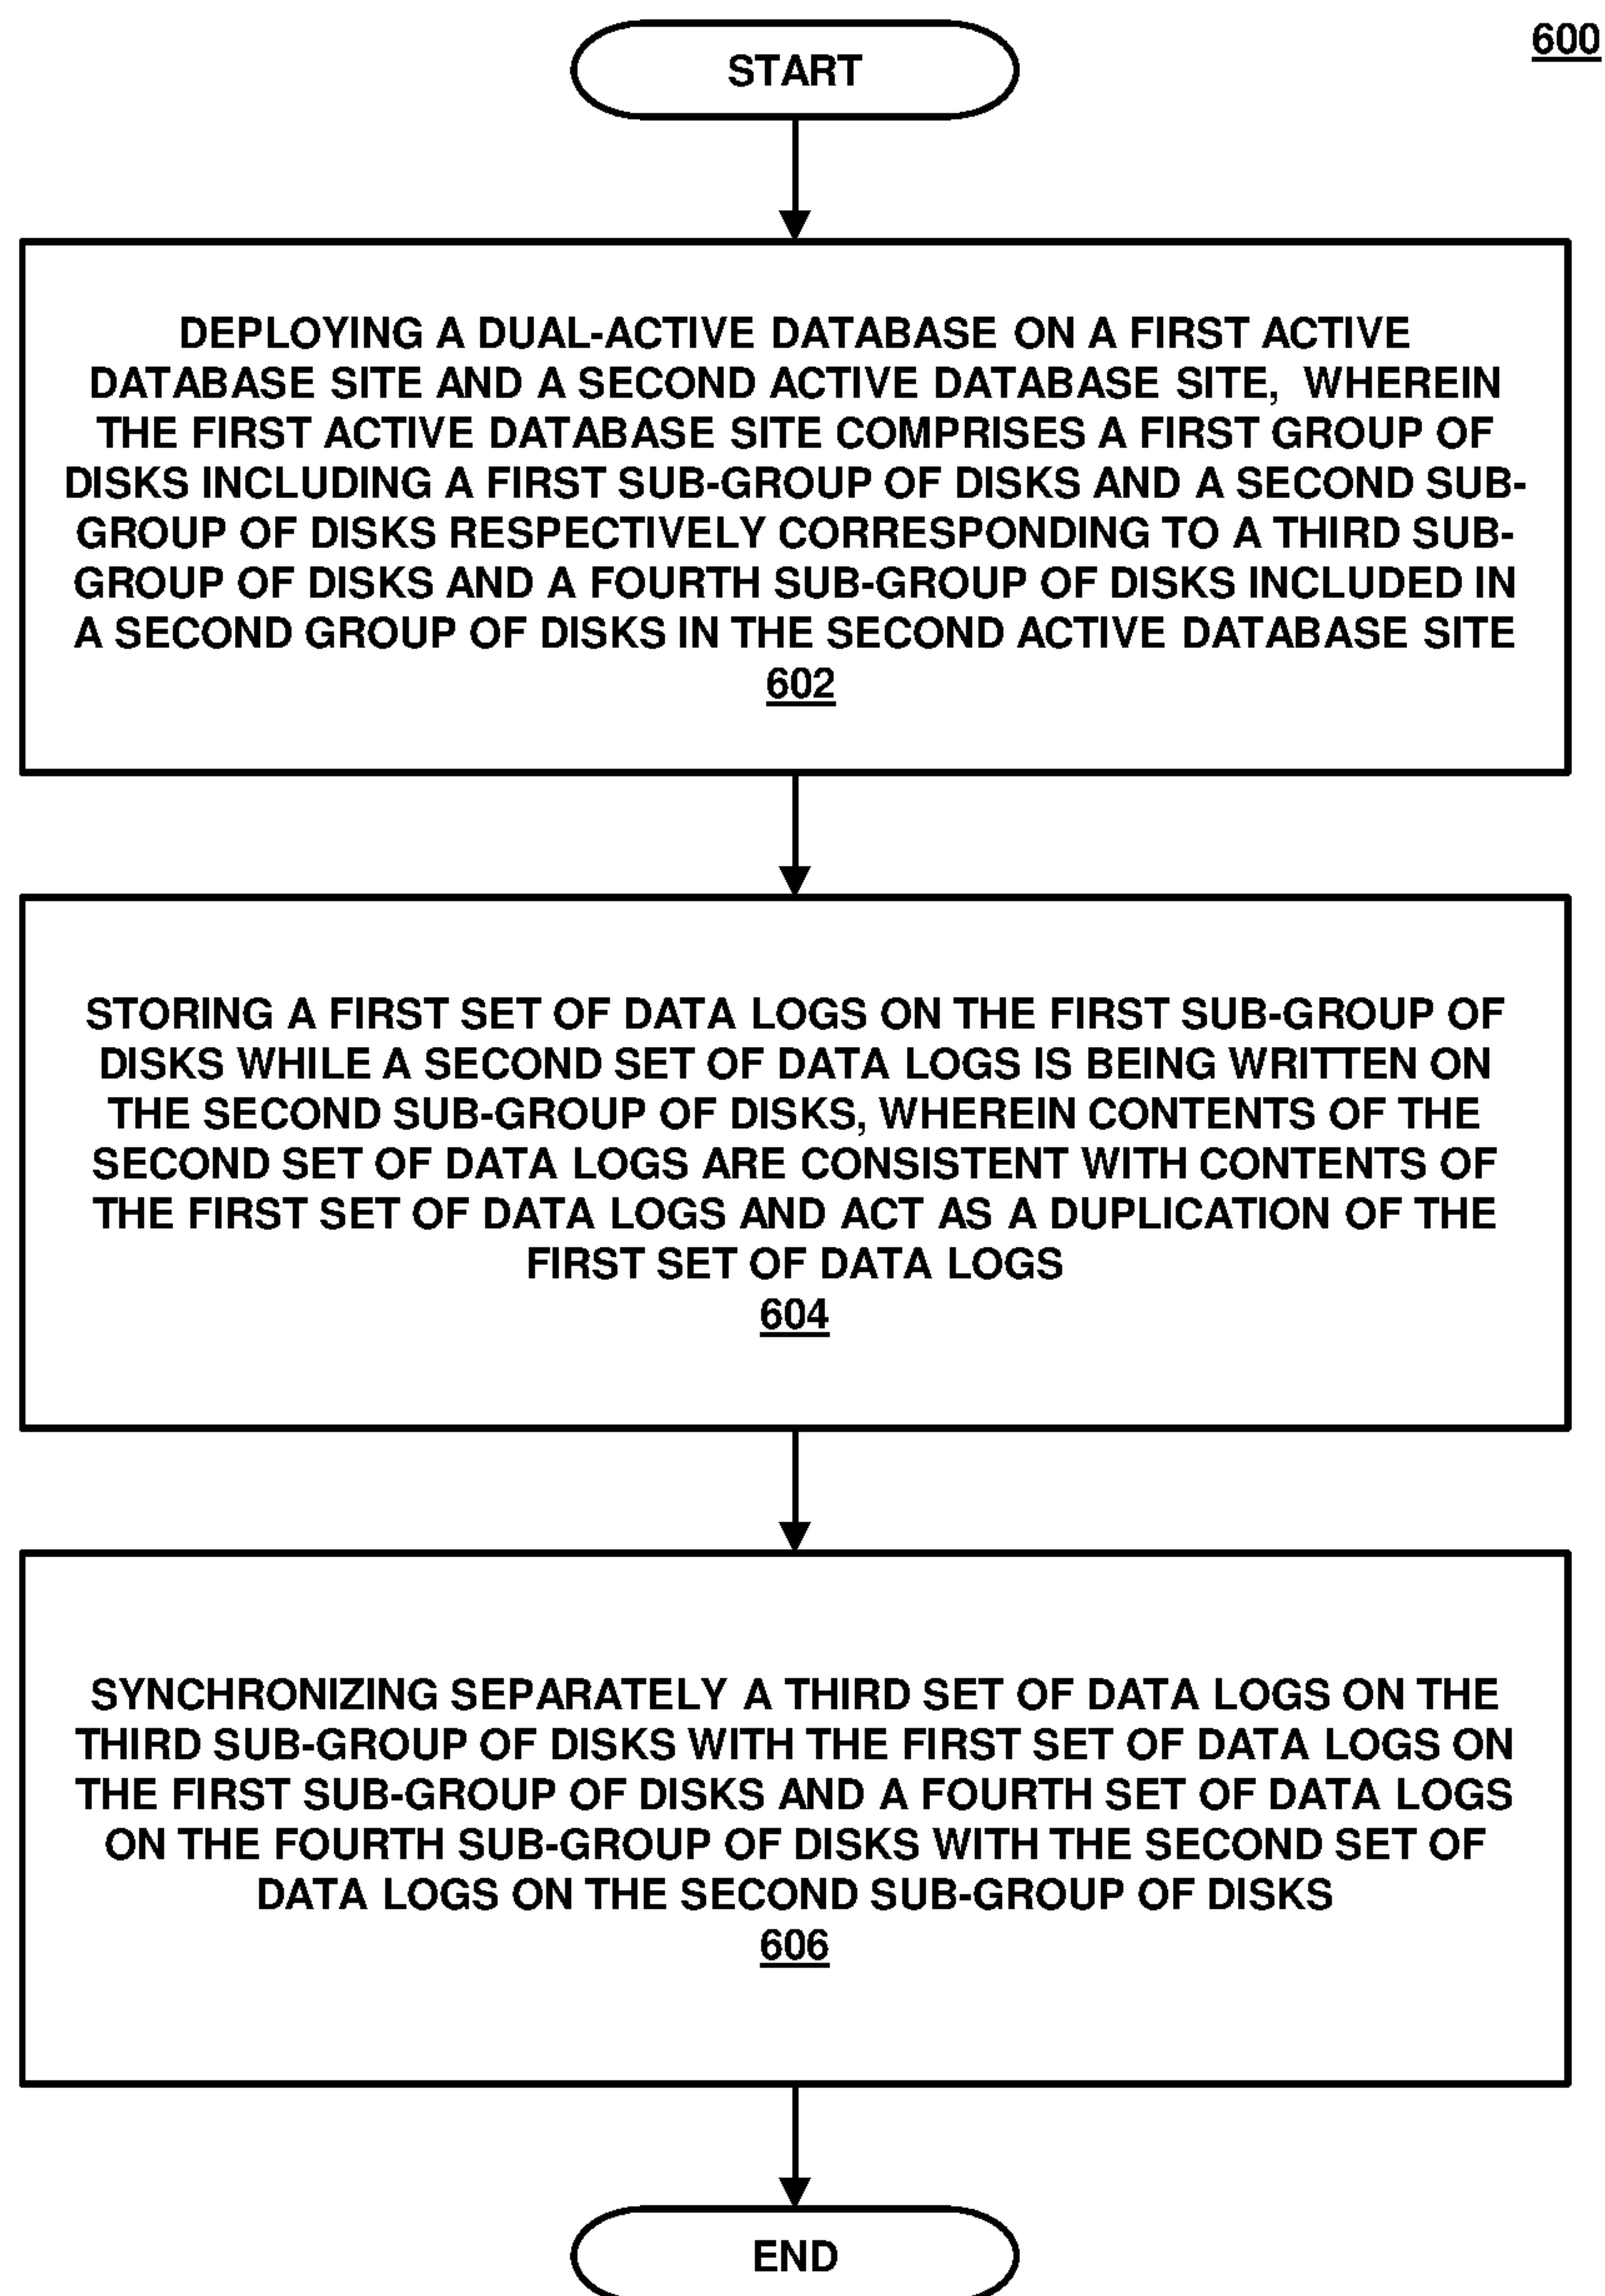 600
START
DEPLOYING A DUAL-ACTIVE DATABASE ON A FIRST ACTIVE
DATABASE SITE AND A SECOND ACTIVE DATABASE SITE, WHEREIN
THE FIRST ACTIVE DATABASE SITE COMPRISES A FIRST GROUP OF
DISKS INCLUDING A FIRST SUB-GROUP OF DISKS AND A SECOND SUB-
GROUP OF DISKS RESPECTIVELY CORRESPONDING TO A THIRD SUB-
GROUP OF DISKS AND A FOURTH SUB-GROUP OF DISKS INCLUDED IN
A SECOND GROUP OF DISKS IN THE SECOND ACTIVE DATABASE SITE
602
STORING A FIRST SET OF DATA LOGS ON THE FIRST SUB-GROUP OF
DISKS WHILE A SECOND SET OF DATA LOGS IS BEING WRITTEN ON
THE SECOND SUB-GROUP OF DISKS, WHEREIN CONTENTS OF THE
SECOND SET OF DATA LOGS ARE CONSISTENT WITH CONTENTS OF
THE FIRST SET OF DATA LOGS AND ACT AS A DUPLICATION OF THE
FIRST SET OF DATA LOGS
604
SYNCHRONIZING SEPARATELY A THIRD SET OF DATA LOGS ON THE
THIRD SUB-GROUP OF DISKS WITH THE FIRST SET OF DATA LOGS ON
THE FIRST SUB-GROUP OF DISKS AND A FOURTH SET OF DATA LOGS
ON THE FOURTH SUB-GROUP OF DISKS WITH THE SECOND SET OF
DATA LOGS ON THE SECOND SUB-GROUP OF DISKS
606
END